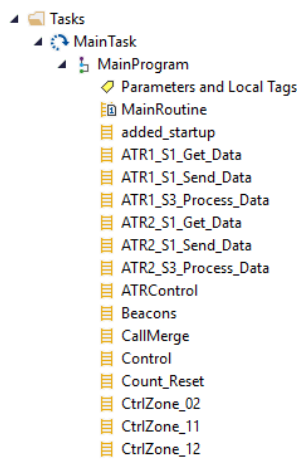 Tasks
MainTask
MainProgram
Parameters and Local Tags
MainRoutine
added_startup
ATR1_S1_Get_Data
ATR1_S1_Send_Data
ATR1_S3_Process_Data
ATR2_S1_Get_Data
ATR2_S1_Send_Data
ATR2_S3_Process_Data
ATRControl
Beacons
CallMerge
Control
Count_Reset
CtrlZone_02
CtrlZone_11
CtrlZone_12